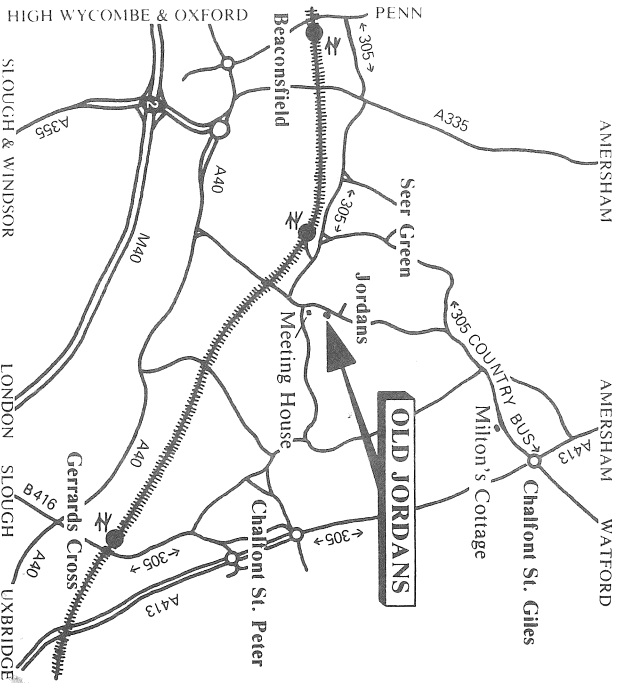 HIGH WYCOMBE & OXFORD
PENN
AMERSHAM
AMERSHAM
WATFORD
SLOUGH & WINDSOR
LONDON
SLOUGH
UXBRIDGE
Beaconsfield
←305→
A335
2
A355
A40
M40
Seer Green
←305→
Jordans
Meeting House
←305 COUNTRY BUS→
OLD JORDANS
Milton's Cottage
A413
Chalfont St. Giles
A40
Gerrards Cross
B416
A40
Chalfont St. Peter
←305→
←305→
A413